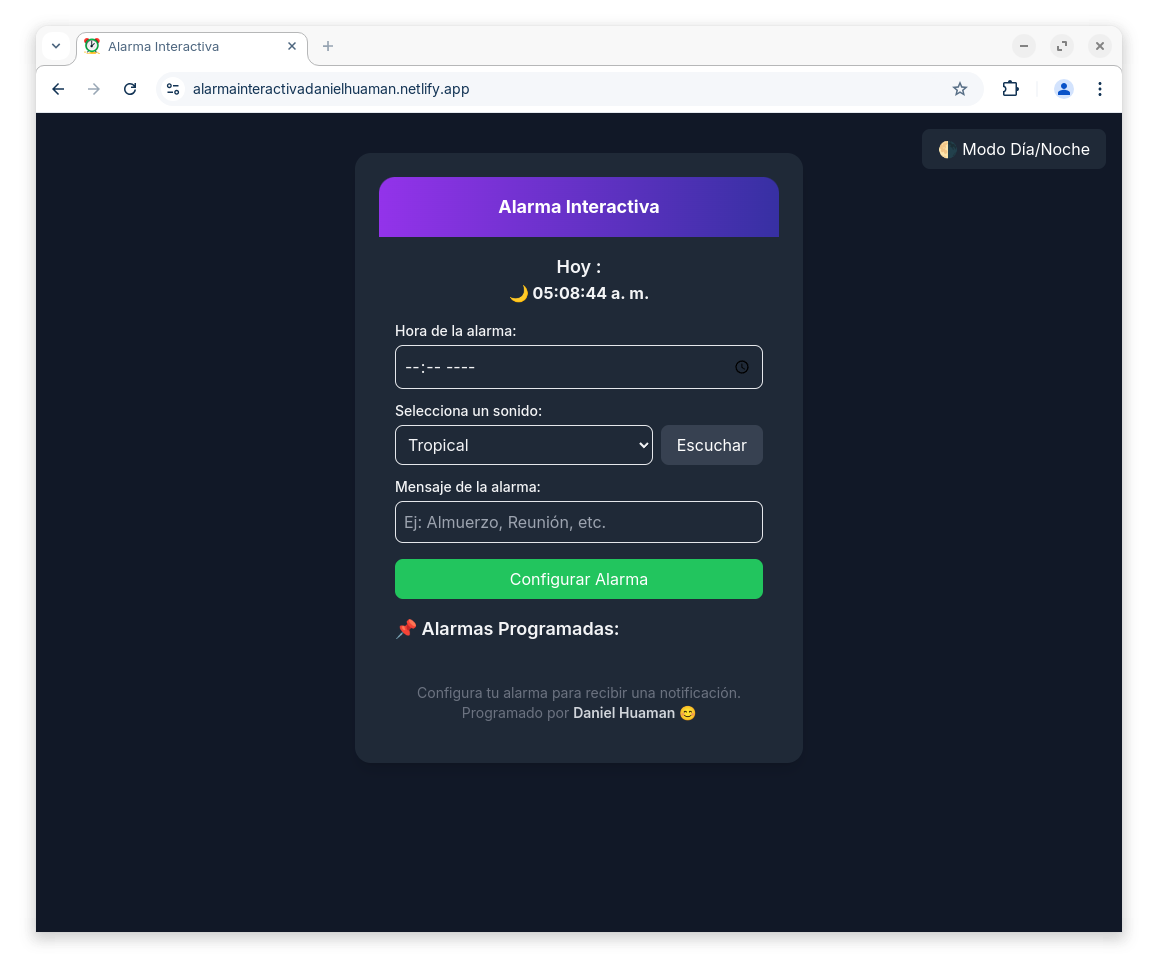 Alarma Interactiva
alarmainteractivadanielhuaman.netlify.app
🌗 Modo Día/Noche
Alarma Interactiva
Hoy :
🌙 05:08:44 a. m.
Hora de la alarma:
--:-- ----
Selecciona un sonido:
Tropical
Escuchar
Mensaje de la alarma:
Ej: Almuerzo, Reunión, etc.
Configurar Alarma
📌 Alarmas Programadas:
Configura tu alarma para recibir una notificación.
Programado por Daniel Huaman 😊